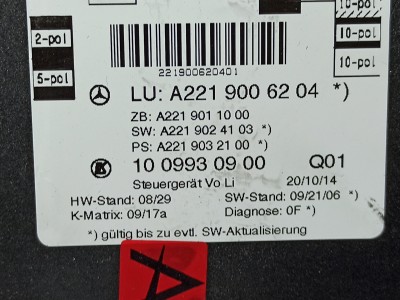 10-pol
2-pol
10-pol
5-pol
10-pol
221900620401
LU: A221 900 62 04 *)
ZB: A221 901 10 00
SW: A221 902 41 03 *)
PS: A221 903 21 00 *)
10 0993 09 00 Q01
Steuergerät Vo Li 20/10/14
HW-Stand: 08/29 SW-Stand: 09/21/06 *)
K-Matrix: 09/17a Diagnose: 0F *)
*) gültig bis zu evtl. SW-Aktualisierung
A